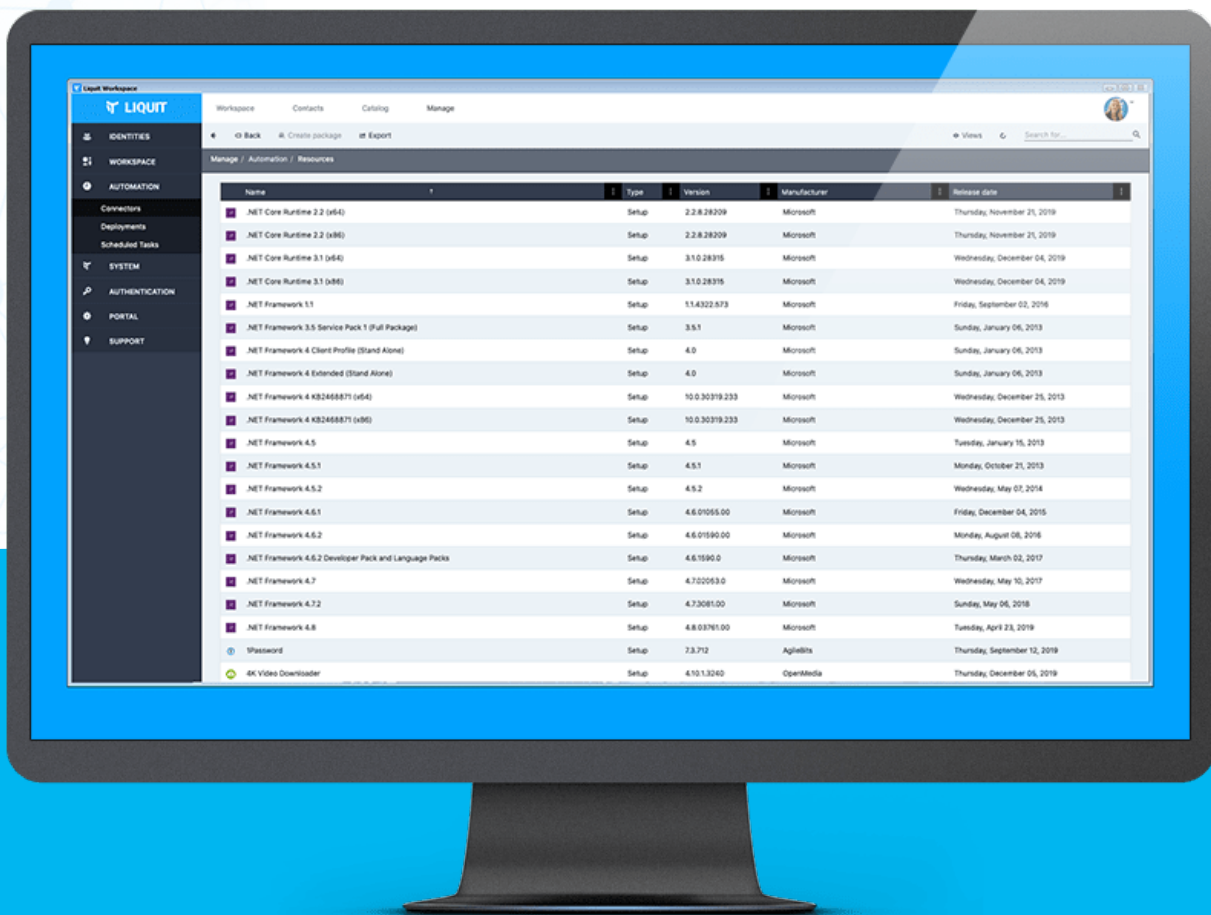 Liquit Workspace
LIQUIT
Workspace Contacts Catalog Manage
IDENTITIES
WORKSPACE
AUTOMATION
Connectors
Deployments
Scheduled Tasks
SYSTEM
AUTHENTICATION
PORTAL
SUPPORT
Back Create package Export Views Search for...
Manage / Automation / Resources
Name Type Version Manufacturer Release date
.NET Core Runtime 2.2 (x64) Setup 2.2.8.28209 Microsoft Thursday, November 21, 2019
.NET Core Runtime 2.2 (x86) Setup 2.2.8.28209 Microsoft Thursday, November 21, 2019
.NET Core Runtime 3.1 (x64) Setup 3.1.0.28315 Microsoft Wednesday, December 04, 2019
.NET Core Runtime 3.1 (x86) Setup 3.1.0.28315 Microsoft Wednesday, December 04, 2019
.NET Framework 1.1 Setup 1.1.4322.573 Microsoft Friday, September 02, 2016
.NET Framework 3.5 Service Pack 1 (Full Package) Setup 3.5.1 Microsoft Sunday, January 06, 2013
.NET Framework 4 Client Profile (Stand Alone) Setup 4.0 Microsoft Sunday, January 06, 2013
.NET Framework 4 Extended (Stand Alone) Setup 4.0 Microsoft Sunday, January 06, 2013
.NET Framework 4 KB2468871 (x64) Setup 10.0.30319.233 Microsoft Wednesday, December 25, 2013
.NET Framework 4 KB2468871 (x86) Setup 10.0.30319.233 Microsoft Wednesday, December 25, 2013
.NET Framework 4.5 Setup 4.5 Microsoft Tuesday, January 15, 2013
.NET Framework 4.5.1 Setup 4.5.1 Microsoft Monday, October 21, 2013
.NET Framework 4.5.2 Setup 4.5.2 Microsoft Wednesday, May 07, 2014
.NET Framework 4.6.1 Setup 4.6.01055.00 Microsoft Friday, December 04, 2015
.NET Framework 4.6.2 Setup 4.6.01590.00 Microsoft Monday, August 08, 2016
.NET Framework 4.6.2 Developer Pack and Language Packs Setup 4.6.1590.0 Microsoft Thursday, March 02, 2017
.NET Framework 4.7 Setup 4.7.02053.0 Microsoft Wednesday, May 10, 2017
.NET Framework 4.7.2 Setup 4.7.3081.00 Microsoft Sunday, May 06, 2018
.NET Framework 4.8 Setup 4.8.03761.00 Microsoft Tuesday, April 23, 2019
1Password Setup 7.3.712 AgileBits Thursday, September 12, 2019
4K Video Downloader Setup 4.10.1.3240 OpenMedia Thursday, December 05, 2019